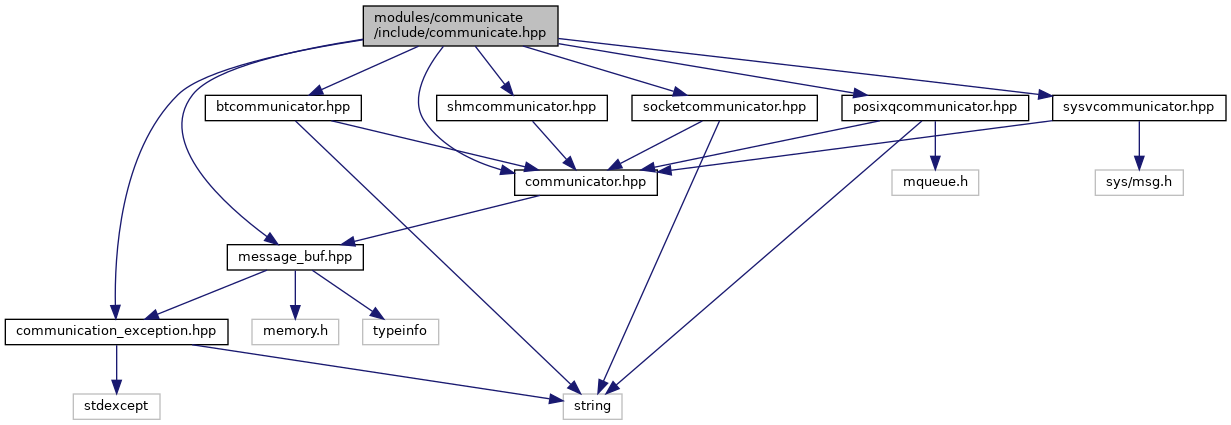 modules/communicate
/include/communicate.hpp
btcommunicator.hpp
shmcommunicator.hpp
socketcommunicator.hpp
posixqcommunicator.hpp
sysvcommunicator.hpp
communicator.hpp
mqueue.h
sys/msg.h
message_buf.hpp
communication_exception.hpp
memory.h
typeinfo
stdexcept
string